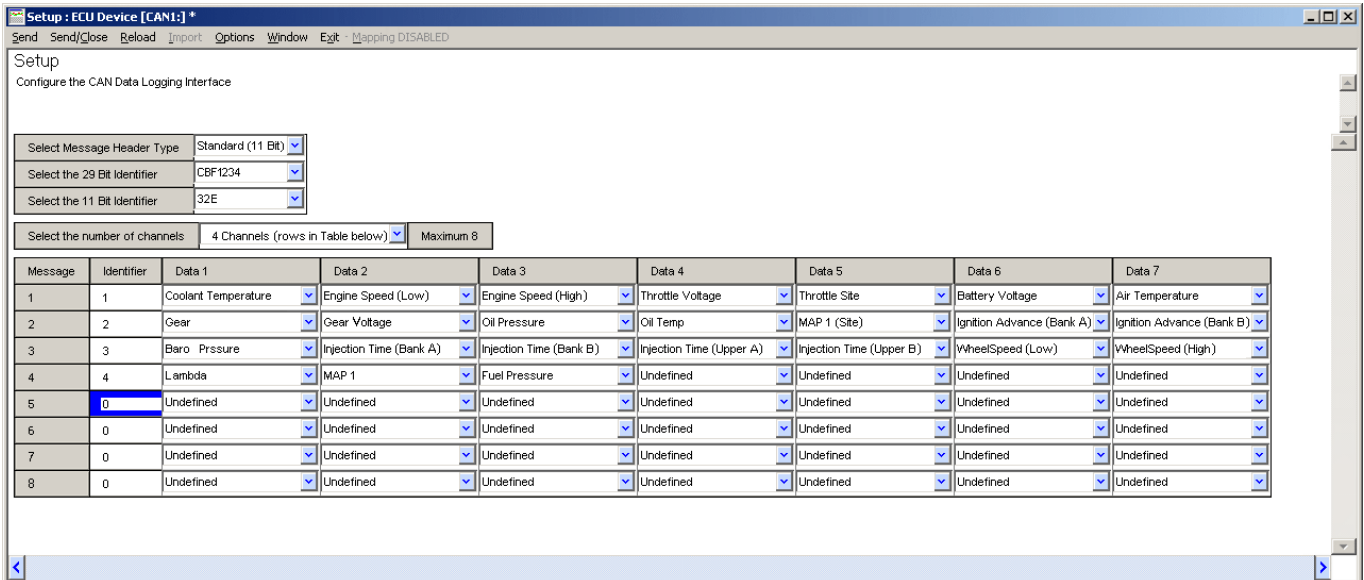 Setup : ECU Device [CAN1:] *
Send Send/Close Reload Import Options Window Exit - Mapping DISABLED
Setup
Configure the CAN Data Logging Interface
Select Message Header Type Standard (11 Bit)
Select the 29 Bit Identifier CBF1234
Select the 11 Bit Identifier 32E
Select the number of channels 4 Channels (rows in Table below) Maximum 8
Message Identifier Data 1 Data 2 Data 3 Data 4 Data 5 Data 6 Data 7
1 1 Coolant Temperature Engine Speed (Low) Engine Speed (High) Throttle Voltage Throttle Site Battery Voltage Air Temperature
2 2 Gear Gear Voltage Oil Pressure Oil Temp MAP 1 (Site) Ignition Advance (Bank A) Ignition Advance (Bank B)
3 3 Baro Prssure Injection Time (Bank A) Injection Time (Bank B) Injection Time (Upper A) Injection Time (Upper B) WheelSpeed (Low) WheelSpeed (High)
4 4 Lambda MAP 1 Fuel Pressure Undefined Undefined Undefined Undefined
5 0 Undefined Undefined Undefined Undefined Undefined Undefined Undefined
6 0 Undefined Undefined Undefined Undefined Undefined Undefined Undefined
7 0 Undefined Undefined Undefined Undefined Undefined Undefined Undefined
8 0 Undefined Undefined Undefined Undefined Undefined Undefined Undefined